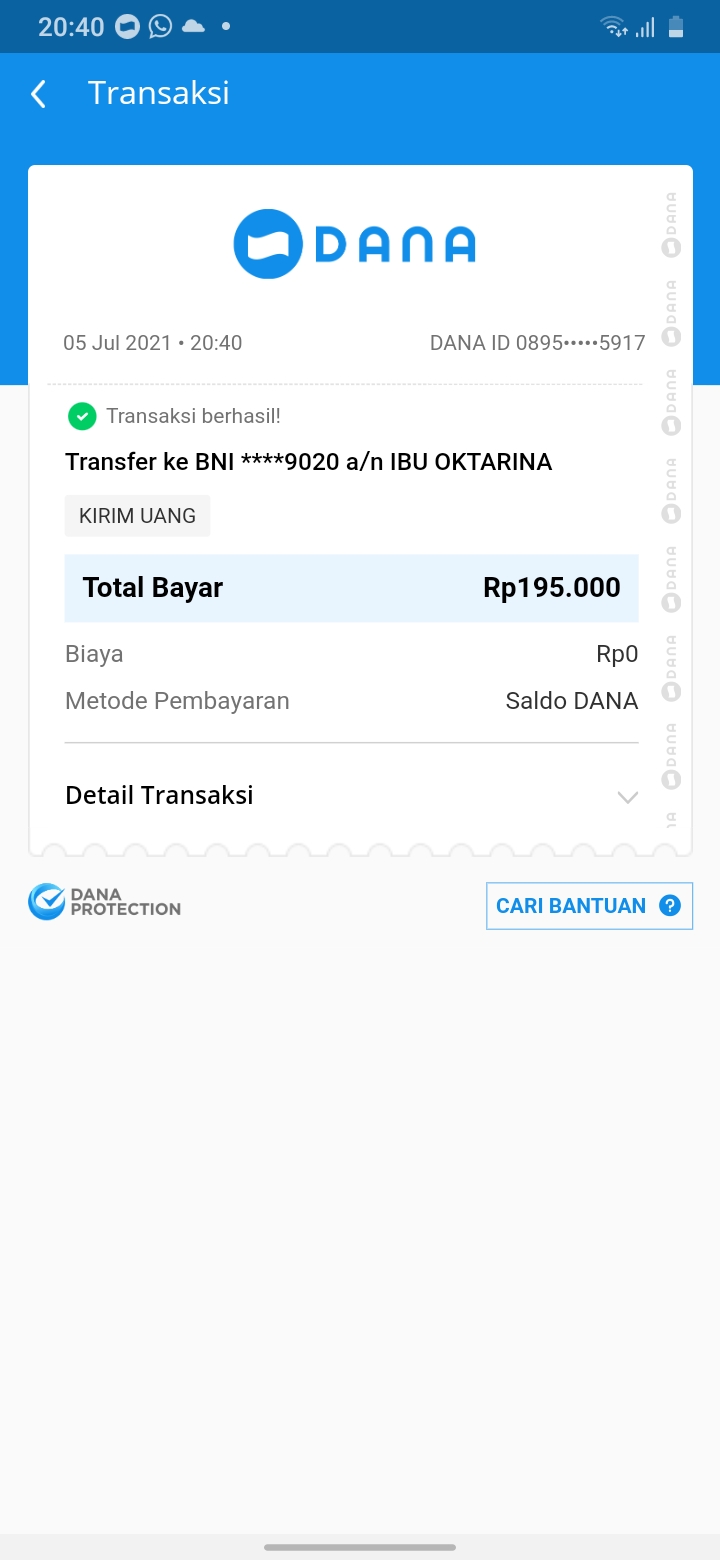 20:40
Transaksi
DANA
05 Jul 2021 • 20:40
DANA ID 0895•••••5917
Transaksi berhasil!
Transfer ke BNI ****9020 a/n IBU OKTARINA
KIRIM UANG
Total Bayar Rp195.000
Biaya Rp0
Metode Pembayaran Saldo DANA
Detail Transaksi
DANA
PROTECTION
CARI BANTUAN ?
DANA
DANA
DANA
DANA
DANA
DANA
DANA